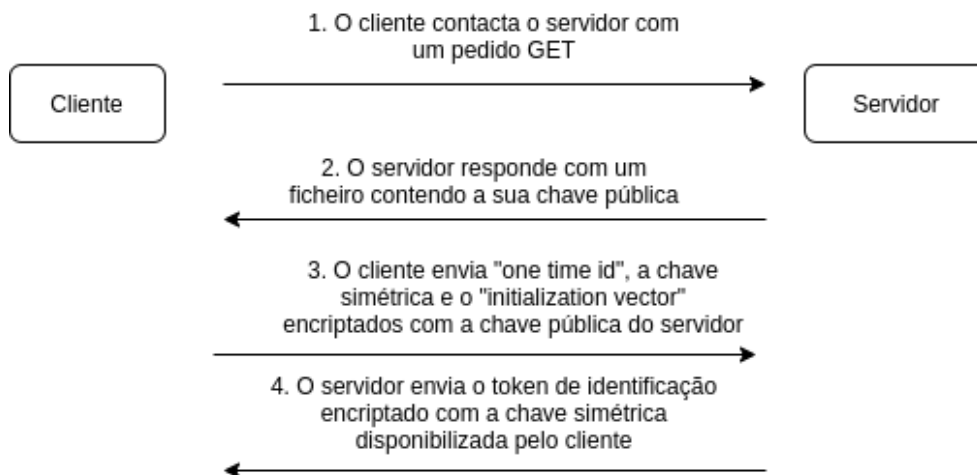 1. O cliente contacta o servidor com
um pedido GET
Cliente
Servidor
2. O servidor responde com um
ficheiro contendo a sua chave pública
3. O cliente envia "one time id", a chave
simétrica e o "initialization vector"
encriptados com a chave pública do servidor
4. O servidor envia o token de identificação
encriptado com a chave simétrica
disponibilizada pelo cliente